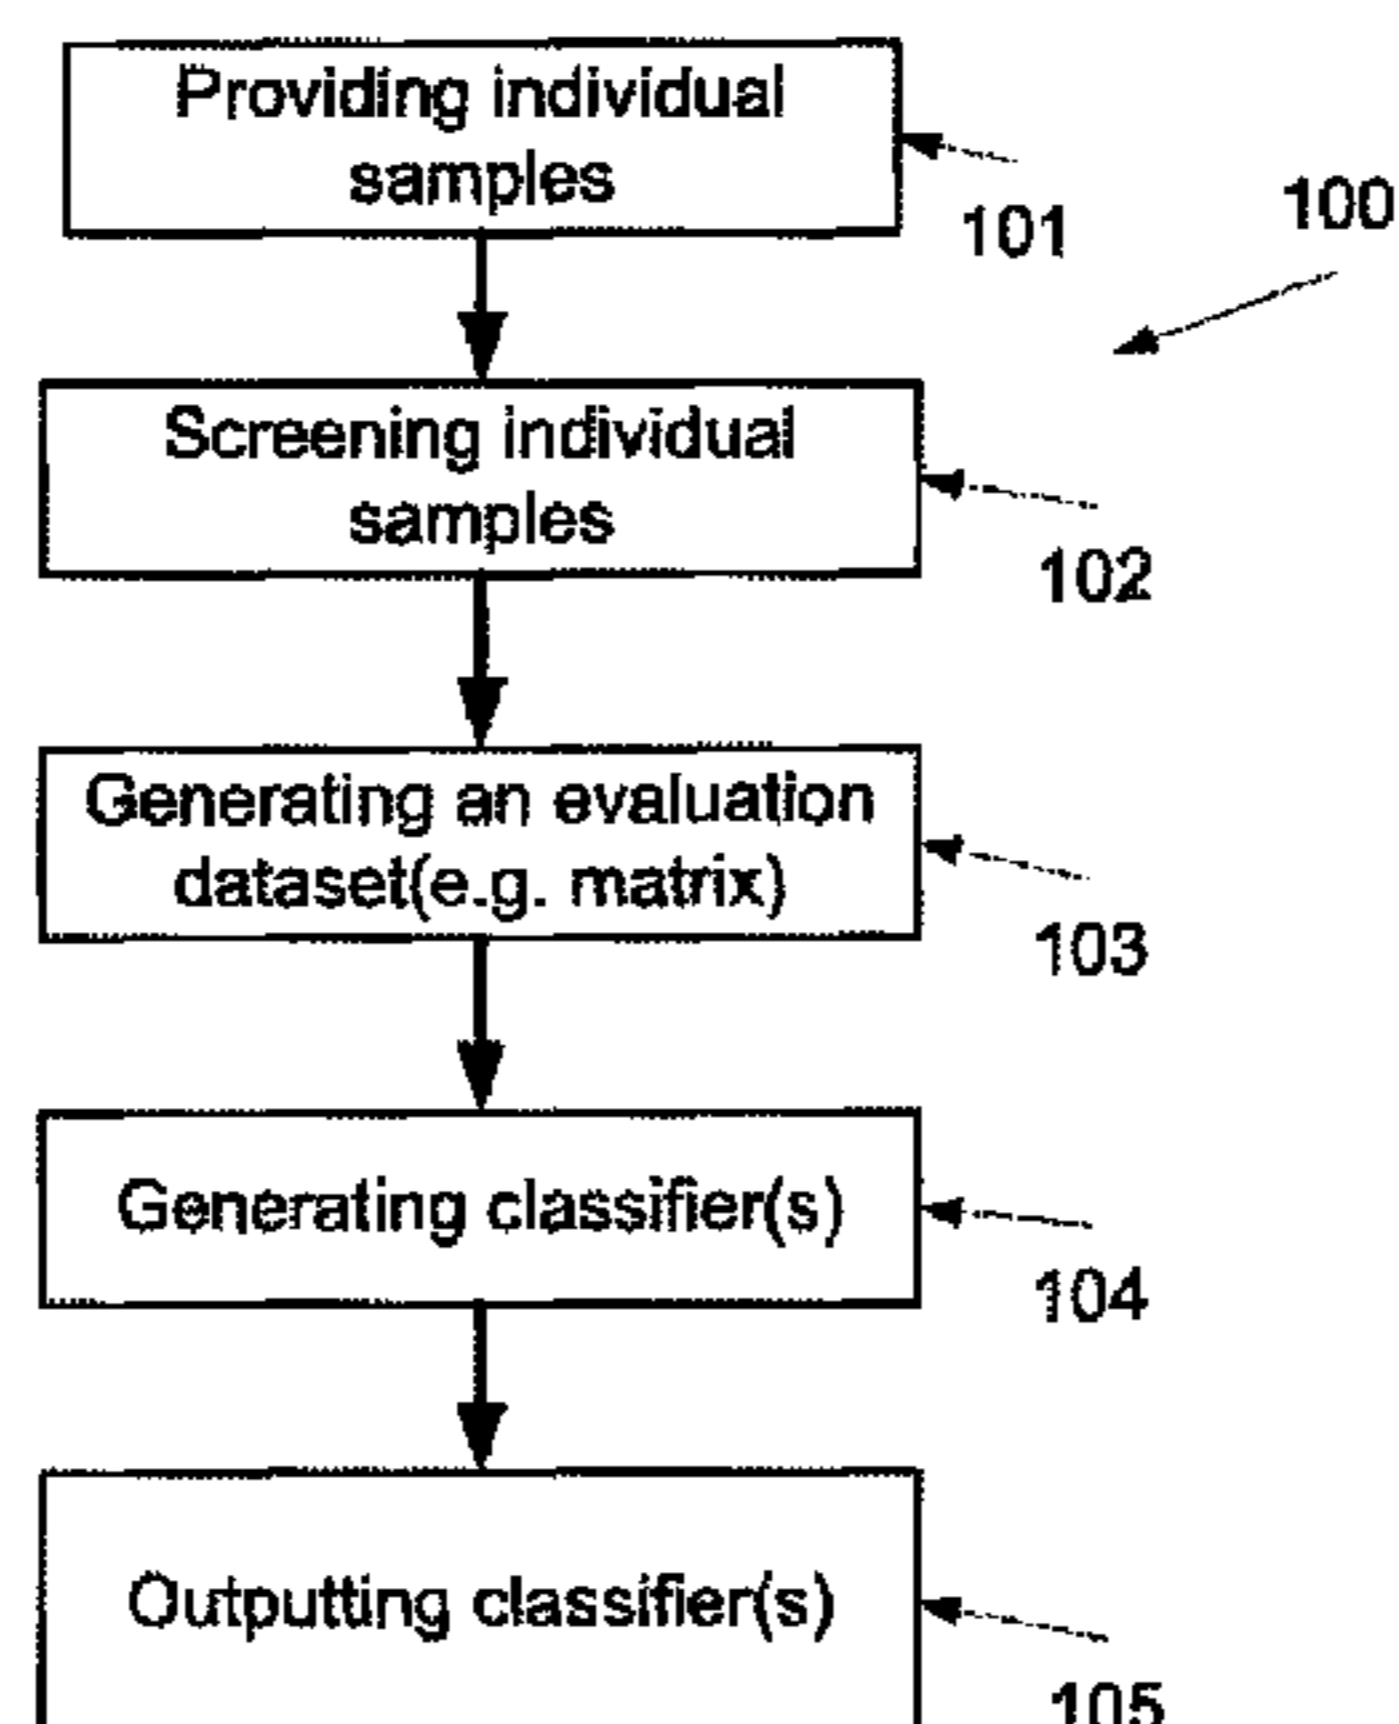 Providing individual
samples
101
100
Screening individual
samples
102
Generating an evaluation
dataset(e.g. matrix)
103
Generating classifier(s)
104
Outputting classifier(s)
105